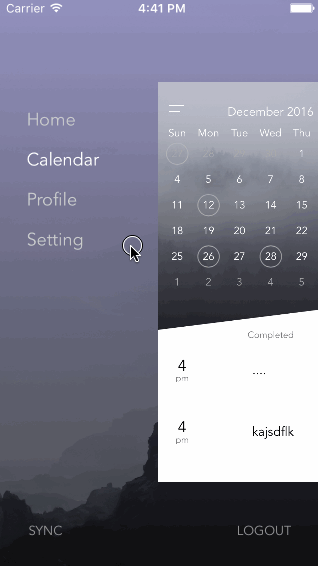 Carrier 4:41 PM
Home
Calendar
Profile
Setting
December 2016
Sun Mon Tue Wed Thu
1
4 5 6 7 8
11 12 13 14 15
18 19 20 21 22
25 26 27 28 29
1 2 3 4 5
Completed
4 ....
pm
4 kajsdflk
pm
SYNC LOGOUT